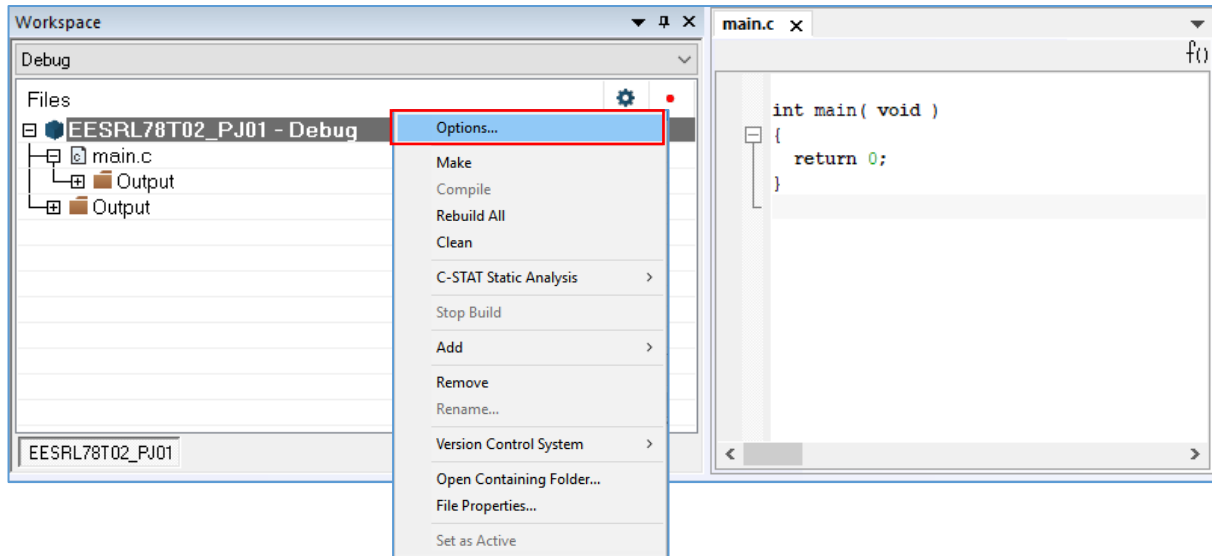 Workspace
Debug
Files
EESRL78T02_PJ01 - Debug
main.c
Output
Output
EESRL78T02_PJ01
Options...
Make
Compile
Rebuild All
Clean
C-STAT Static Analysis
Stop Build
Add
Remove
Rename...
Version Control System
Open Containing Folder...
File Properties...
Set as Active
main.c
f()
int main( void )
{
return 0;
}